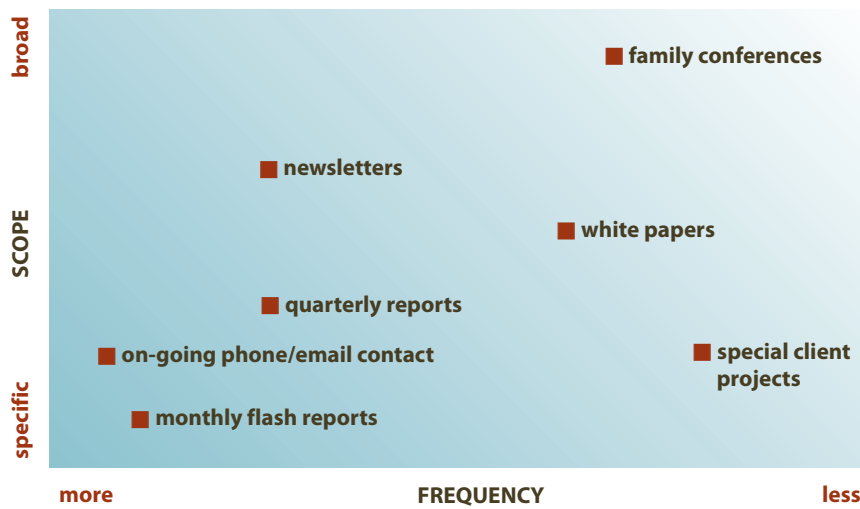 broad
family conferences
newsletters
SCOPE
white papers
quarterly reports
on-going phone/email contact
special client
projects
specific
monthly flash reports
more
FREQUENCY
less